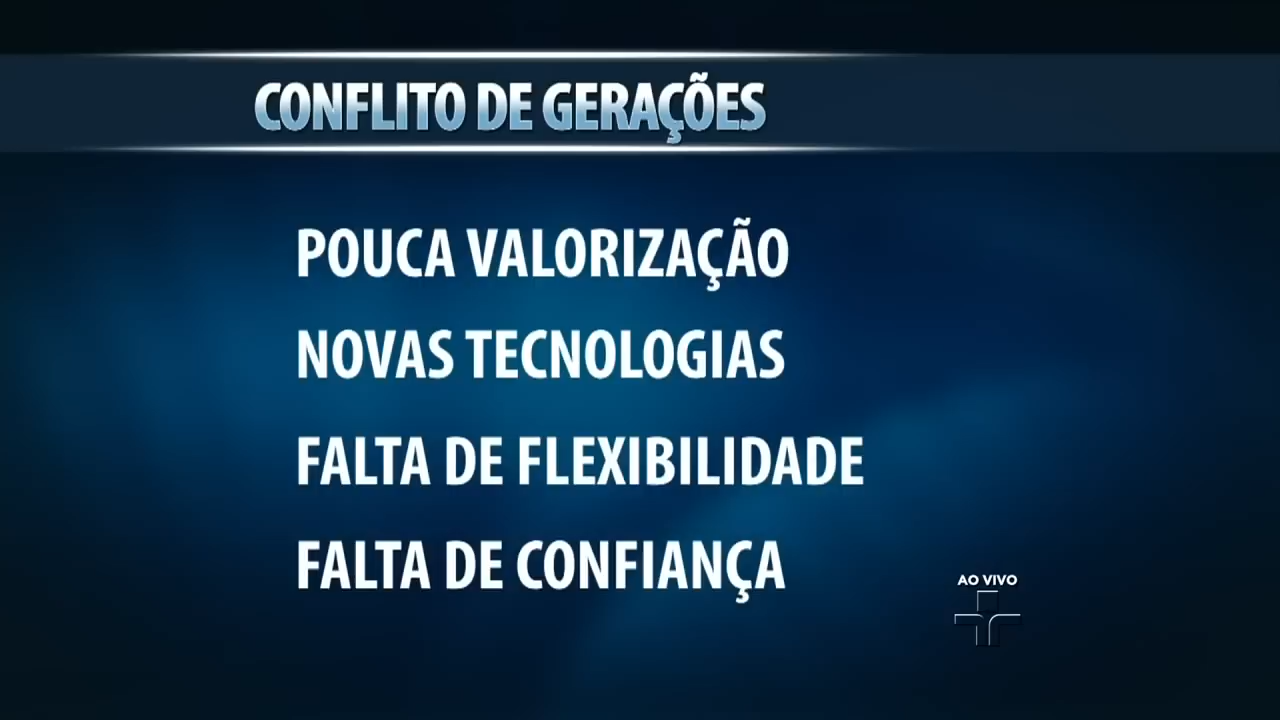 CONFLITO DE GERAÇÕES
POUCA VALORIZAÇÃO
NOVAS TECNOLOGIAS
FALTA DE FLEXIBILIDADE
FALTA DE CONFIANÇA
AO VIVO